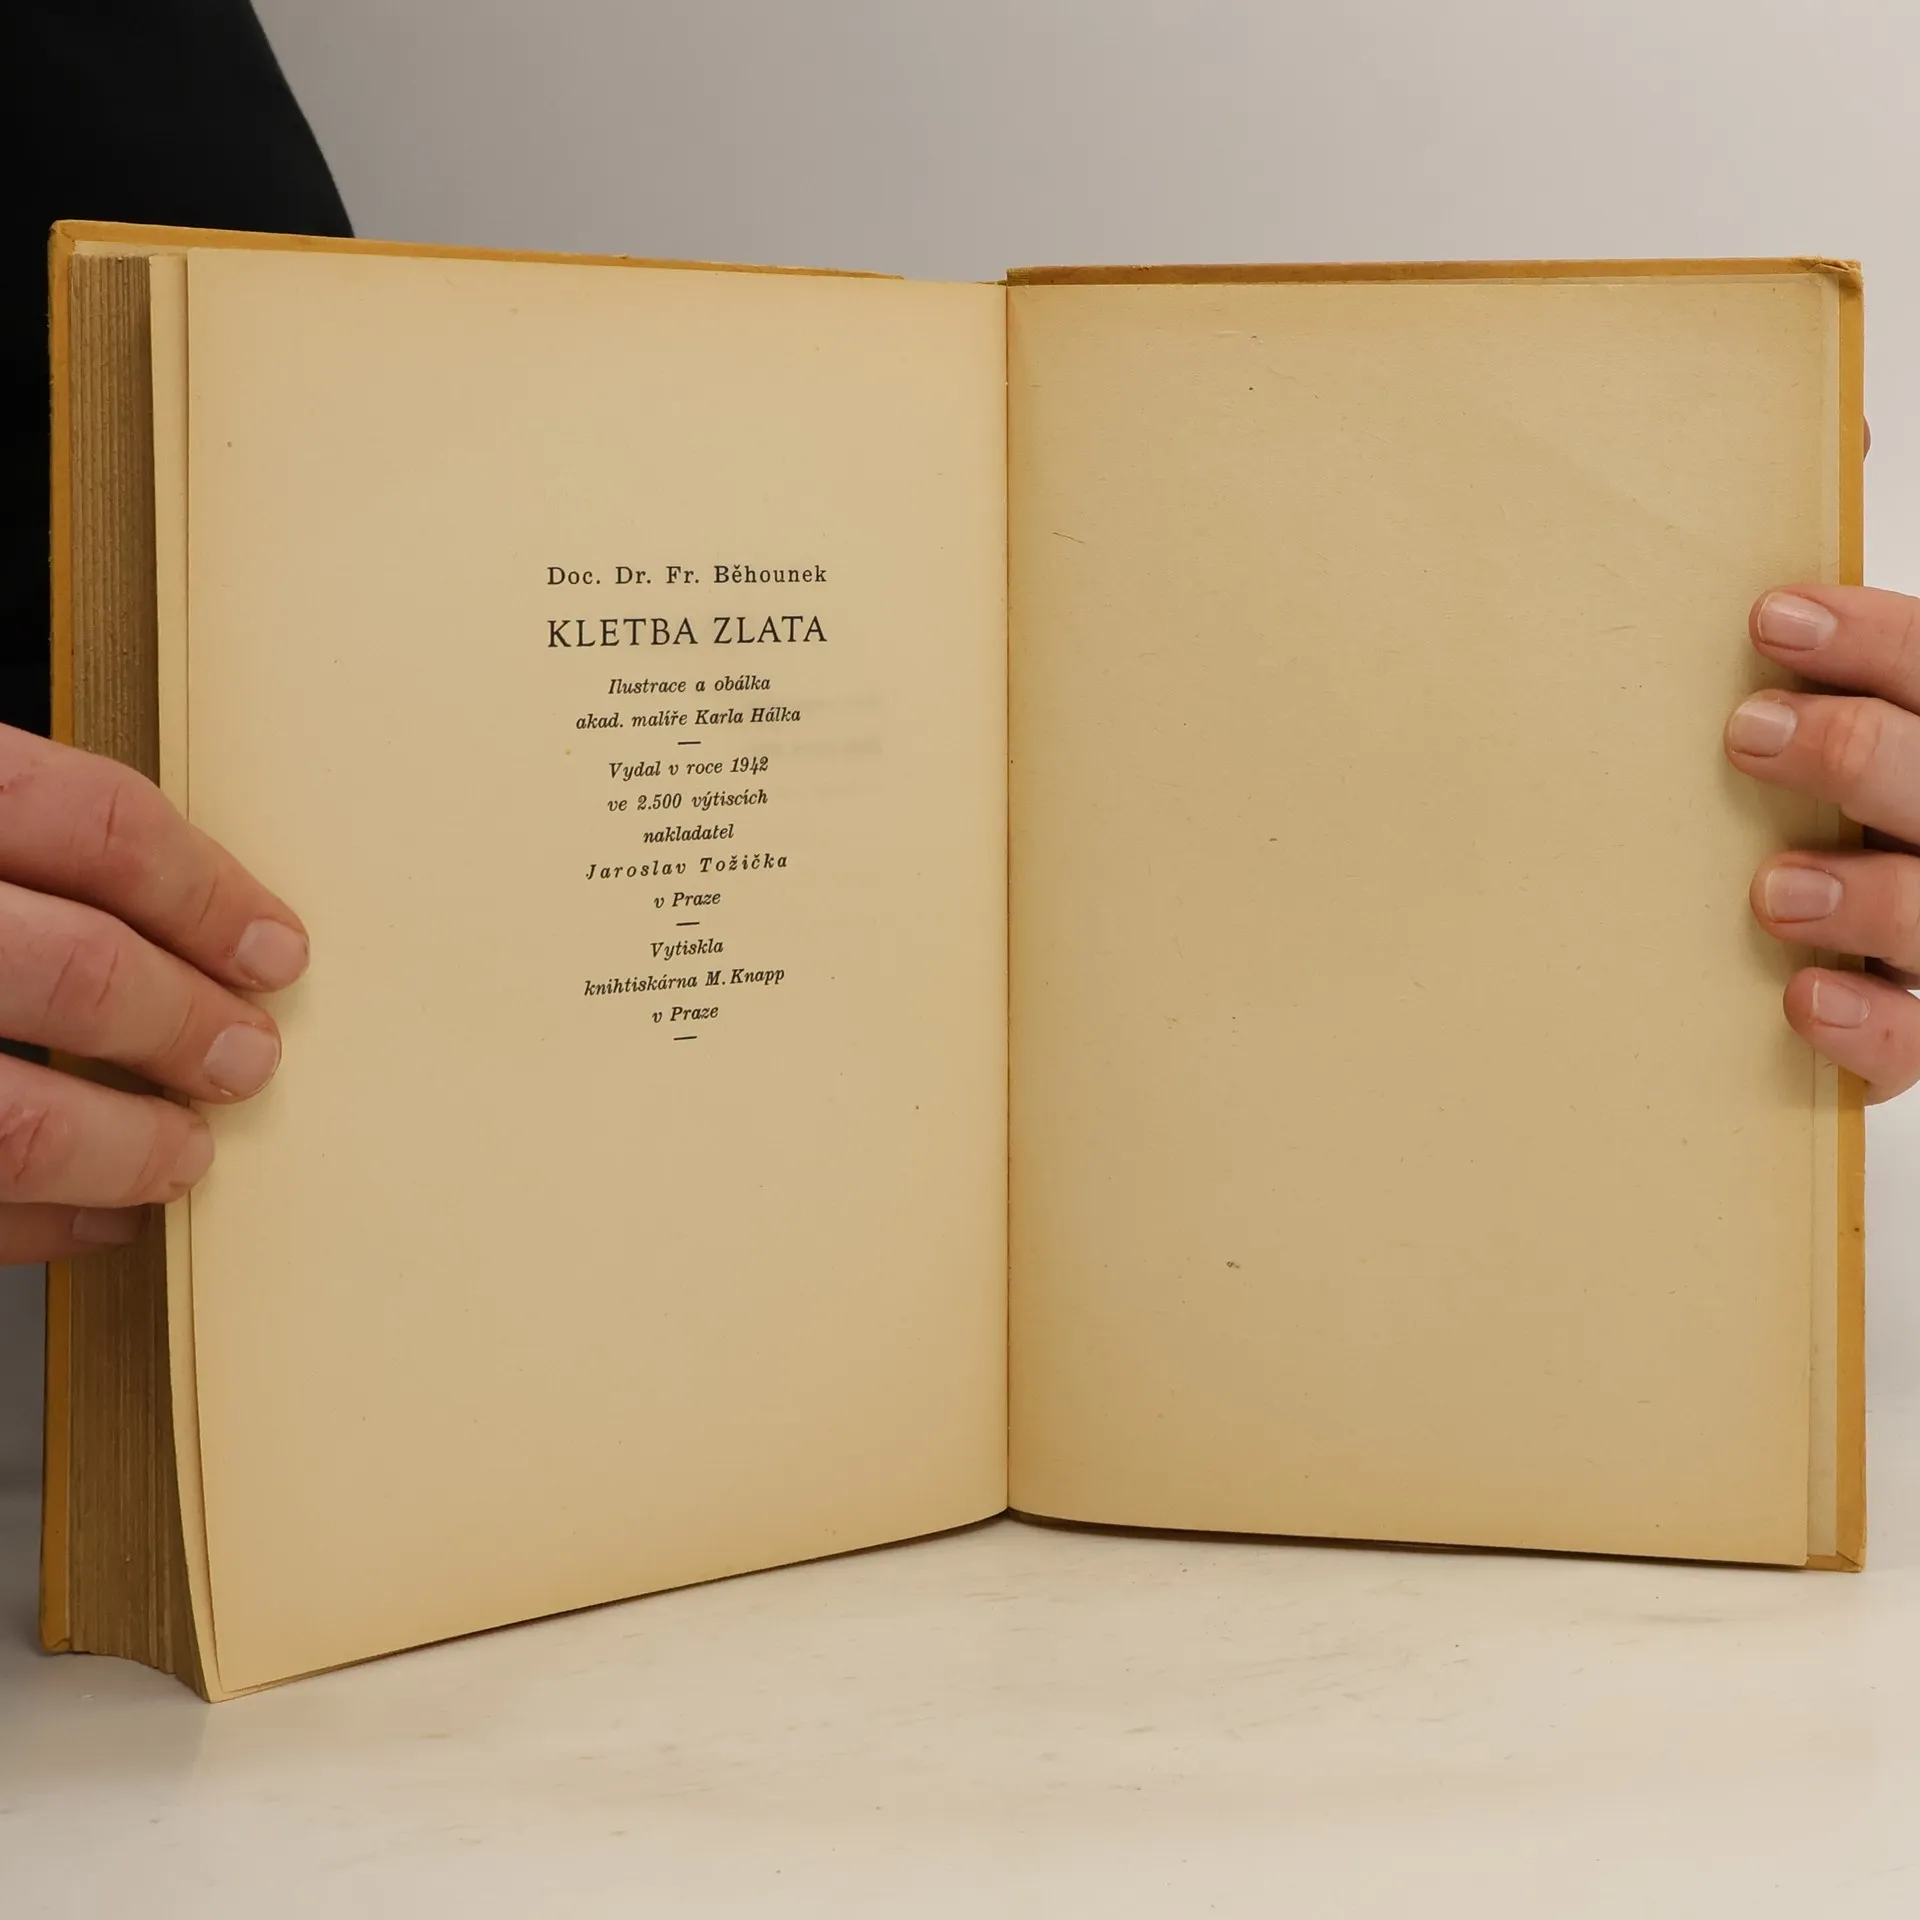 Doc. Dr. Fr. Běhounek
KLETBA ZLATA
Ilustrace a obálka
akad. malíře Karla Hálka
Vydal v roce 1942
ve 2.500 výtiscích
nakladatel
Jaroslav Tožička
v Praze
Vytiskla
knihtiskárna M. Knapp
v Praze